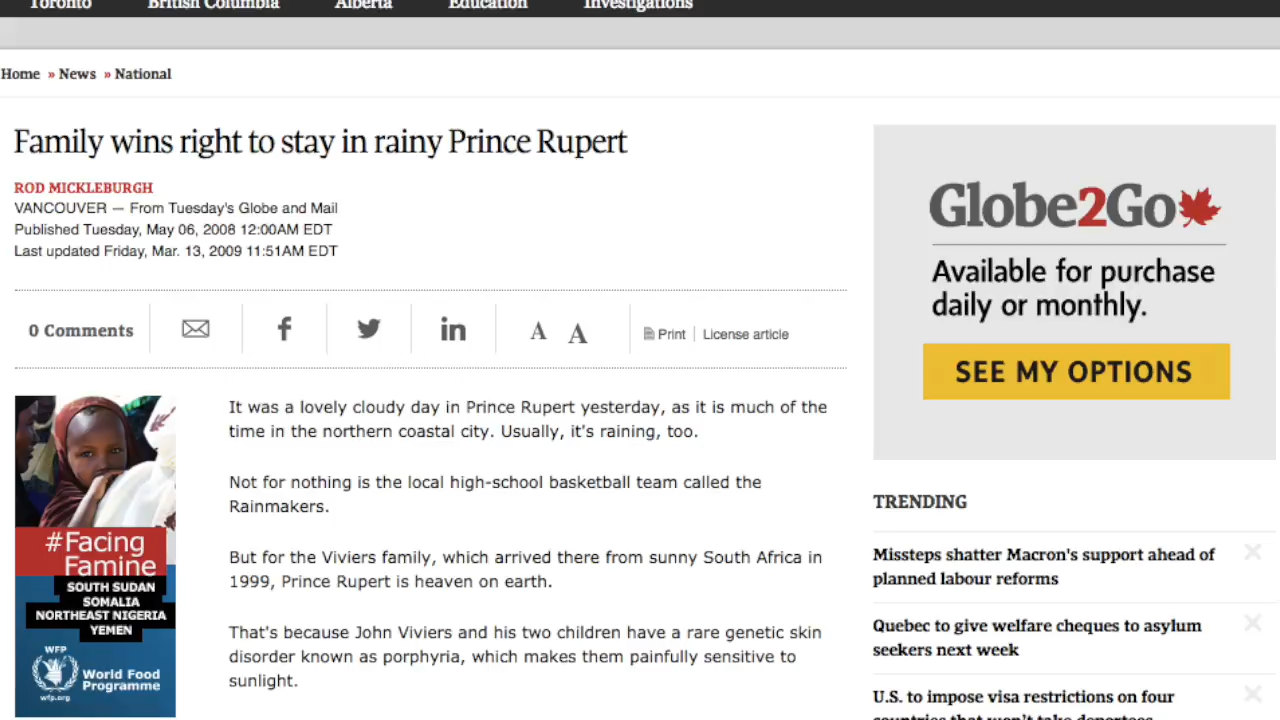 Toronto British Columbia Alberta Education Investigations
Home » News » National
Family wins right to stay in rainy Prince Rupert
ROD MICKLEBURGH
VANCOUVER — From Tuesday's Globe and Mail
Published Tuesday, May 06, 2008 12:00AM EDT
Last updated Friday, Mar. 13, 2009 11:51AM EDT
0 Comments
A A
Print
License article
#Facing
Famine
SOUTH SUDAN
SOMALIA
NORTHEAST NIGERIA
YEMEN
WFP
World Food
Programme
wfp.org
It was a lovely cloudy day in Prince Rupert yesterday, as it is much of the
time in the northern coastal city. Usually, it's raining, too.
Not for nothing is the local high-school basketball team called the
Rainmakers.
But for the Viviers family, which arrived there from sunny South Africa in
1999, Prince Rupert is heaven on earth.
That's because John Viviers and his two children have a rare genetic skin
disorder known as porphyria, which makes them painfully sensitive to
sunlight.
Globe2Go
Available for purchase
daily or monthly.
SEE MY OPTIONS
TRENDING
Missteps shatter Macron's support ahead of
planned labour reforms
Quebec to give welfare cheques to asylum
seekers next week
U.S. to impose visa restrictions on four
countries that won't take deportees